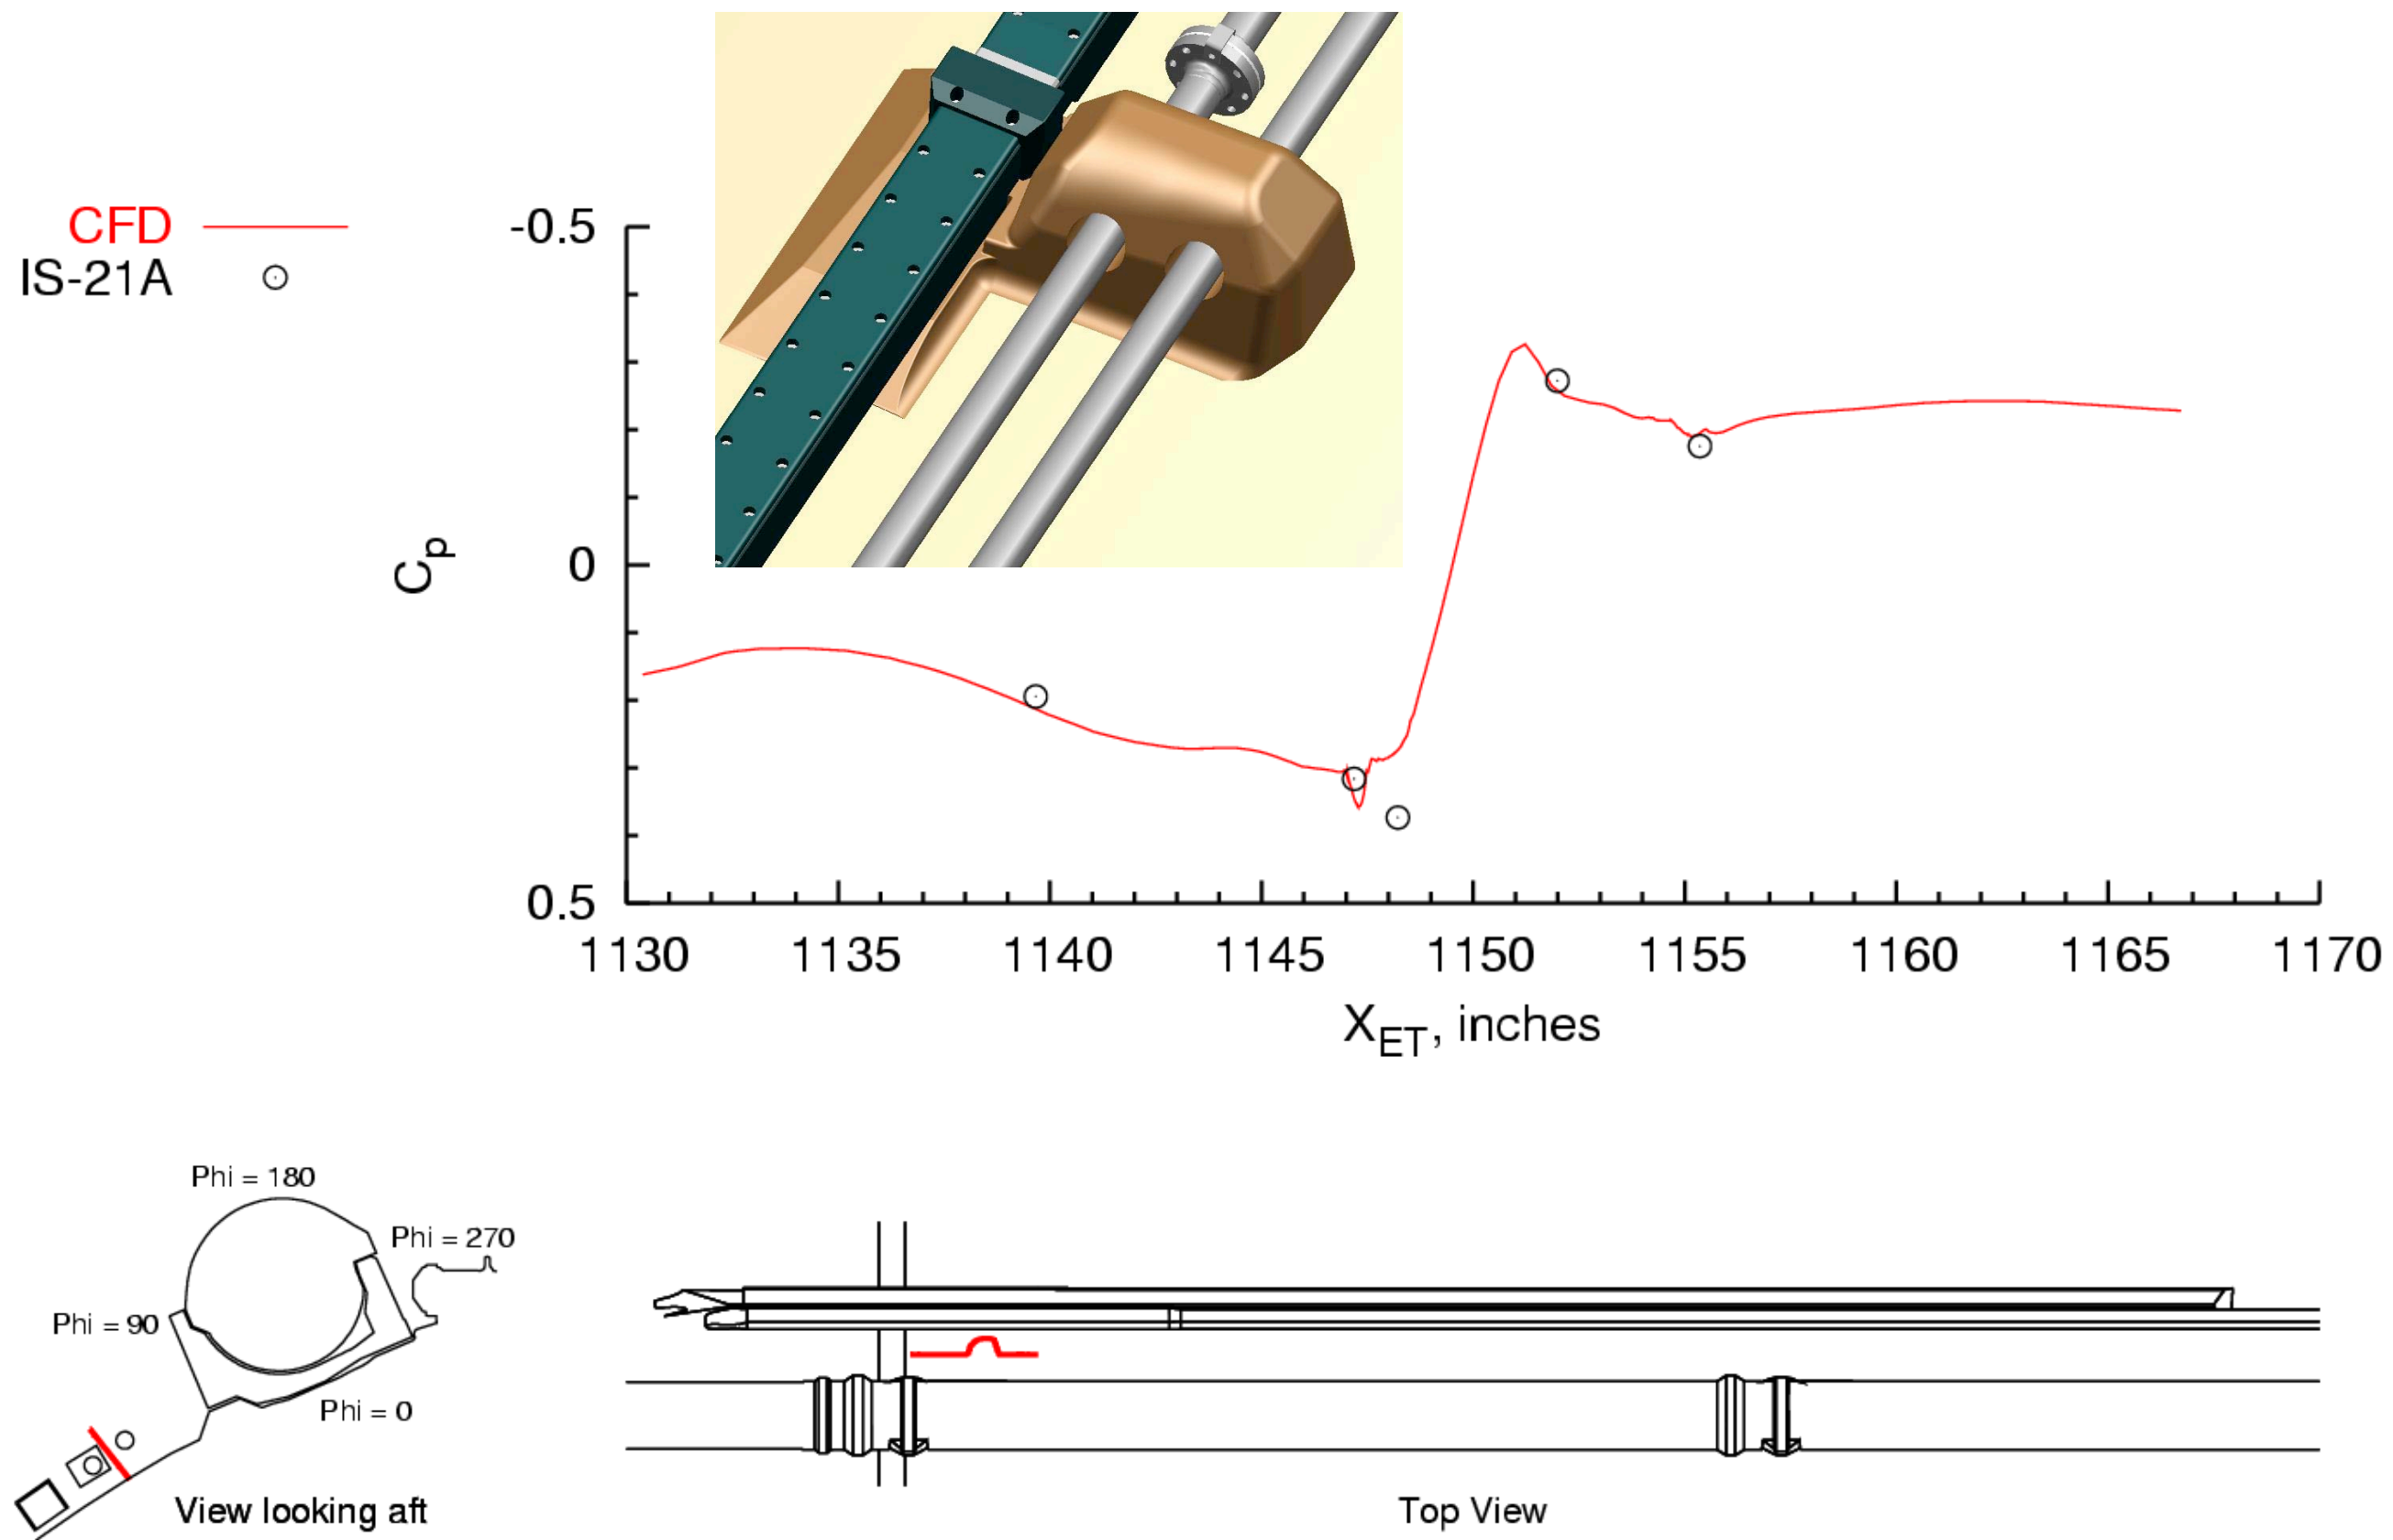 CFD
IS-21A
-0.5
0
0.5
Cp
1130 1135 1140 1145 1150 1155 1160 1165 1170
XET, inches
Phi = 180
Phi = 270
Phi = 90
Phi = 0
View looking aft
Top View